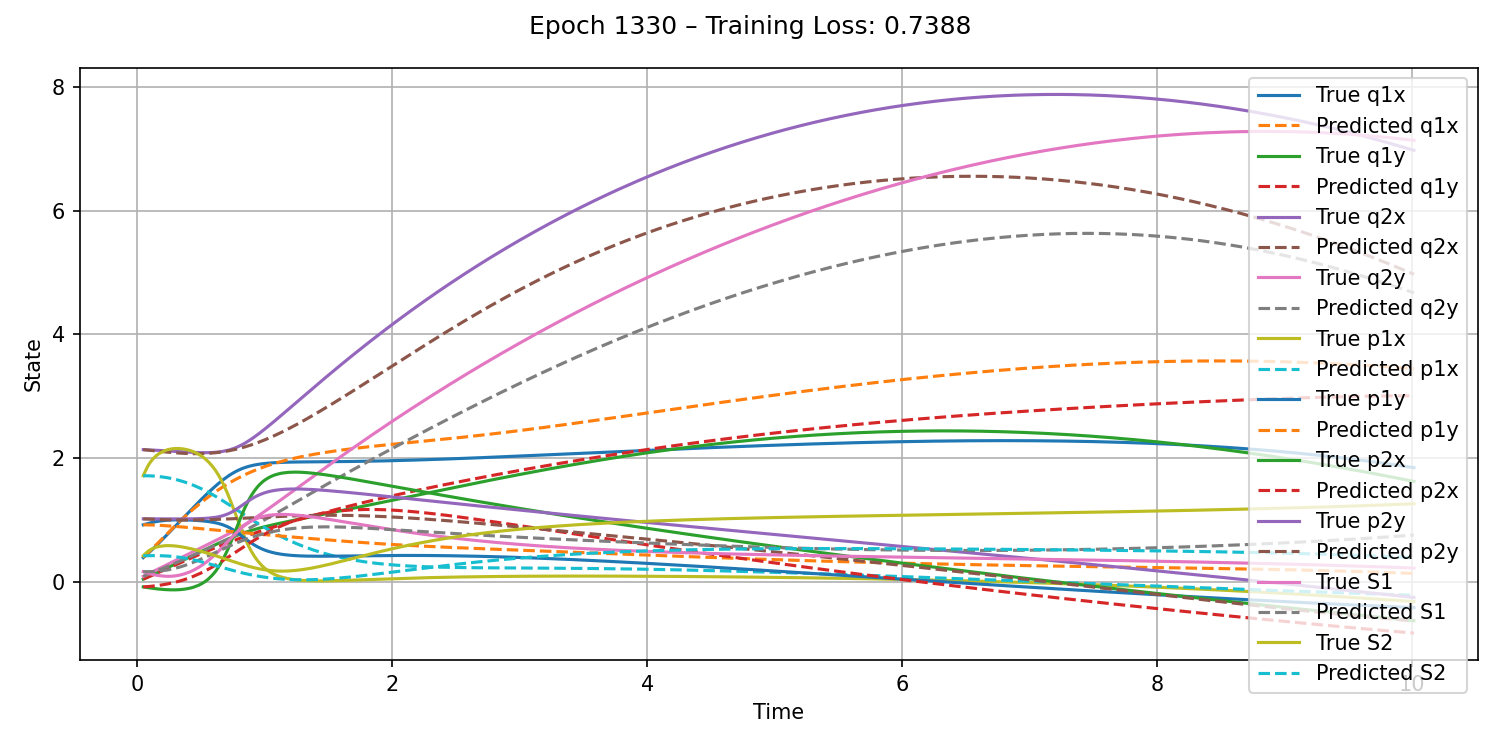 Epoch 1330 – Training Loss: 0.7388
8
6
4
2
0
State
0
2
4
6
8
10
Time
True q1x
Predicted q1x
True q1y
Predicted q1y
True q2x
Predicted q2x
True q2y
Predicted q2y
True p1x
Predicted p1x
True p1y
Predicted p1y
True p2x
Predicted p2x
True p2y
Predicted p2y
True S1
Predicted S1
True S2
Predicted S2